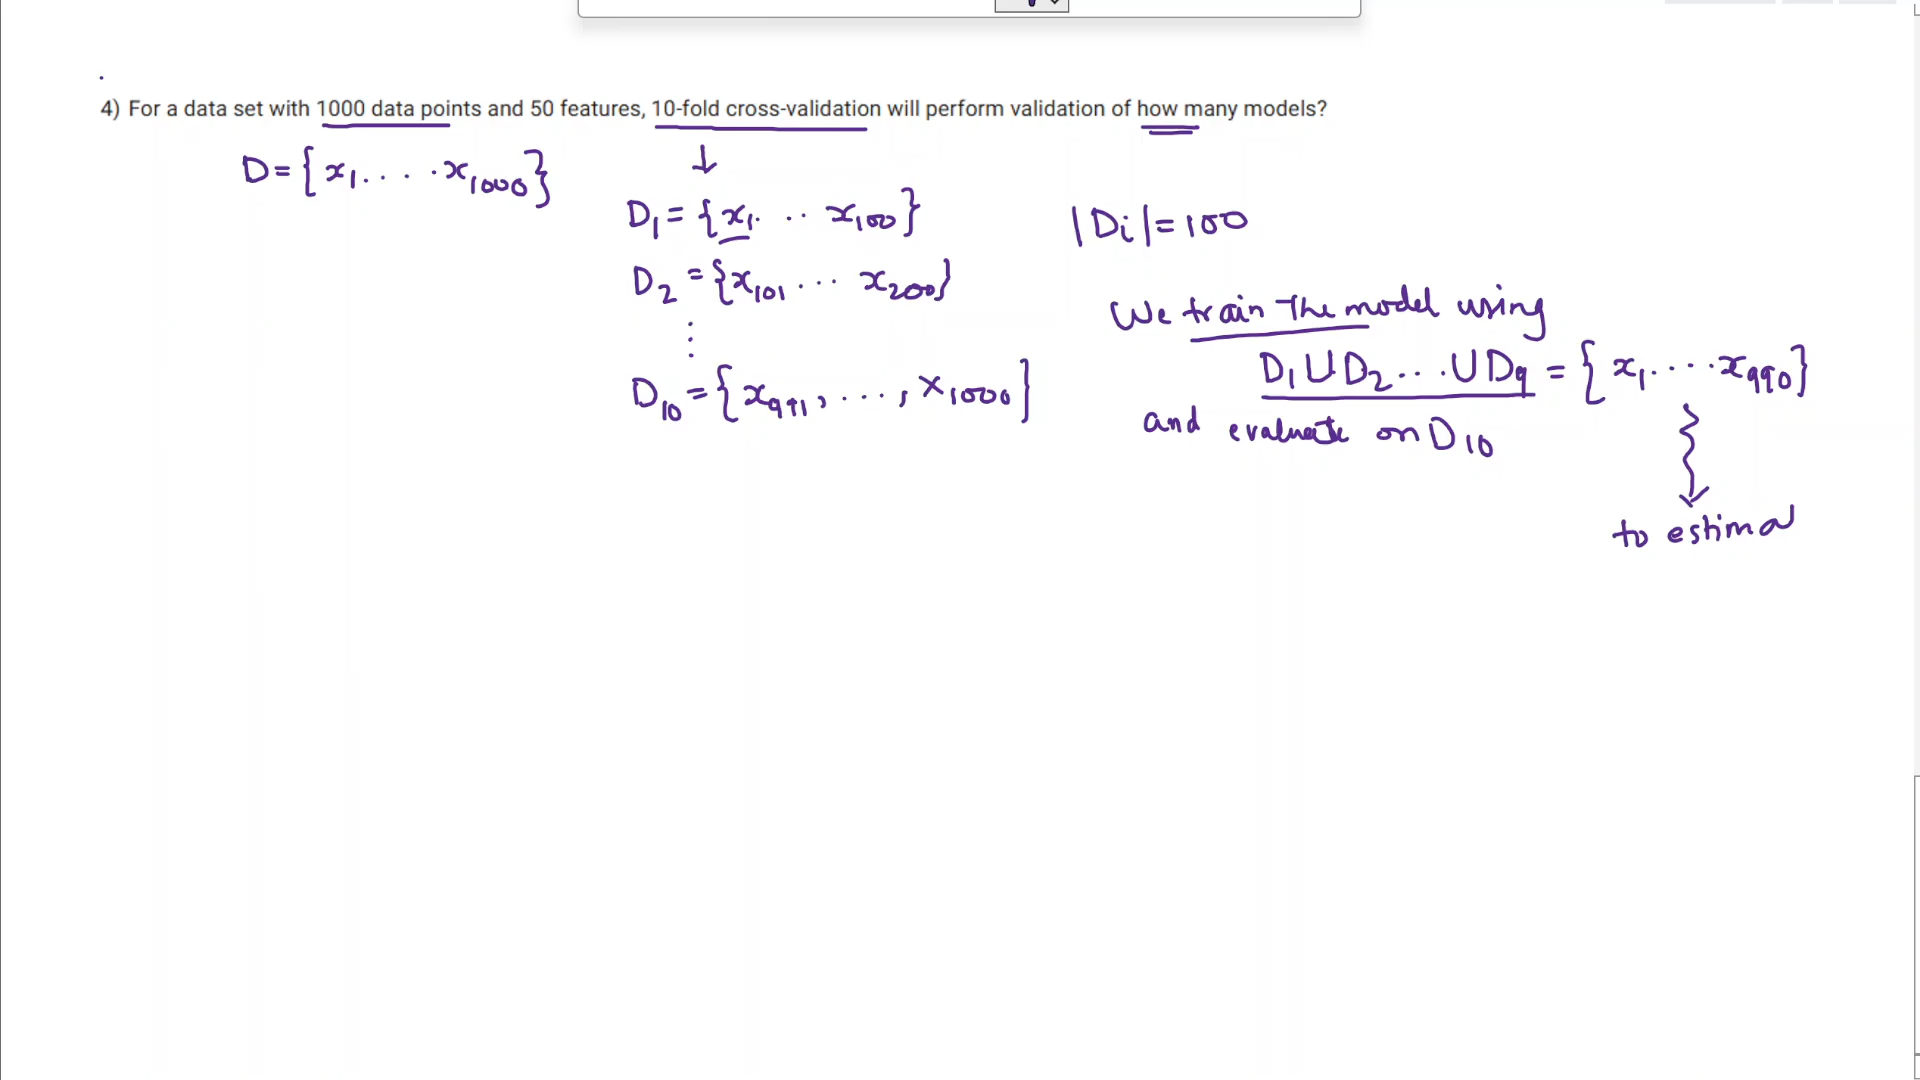 4) For a data set with 1000 data points and 50 features, 10-fold cross-validation will perform validation of how many models?
D = {x₁ . . . . x₁₀₀₀}
↓
D₁ = {x₁ . . . x₁₀₀}
|Di| = 100
D₂ = {x₁₀₁ . . . x₂₀₀}
⋮
We train the model using
D₁ U D₂ . . . U D₉ = {x₁ . . . . x₉₉₀}
D₁₀ = {x₉₉₁, . . . , x₁₀₀₀}
and evaluate on D₁₀
to estima